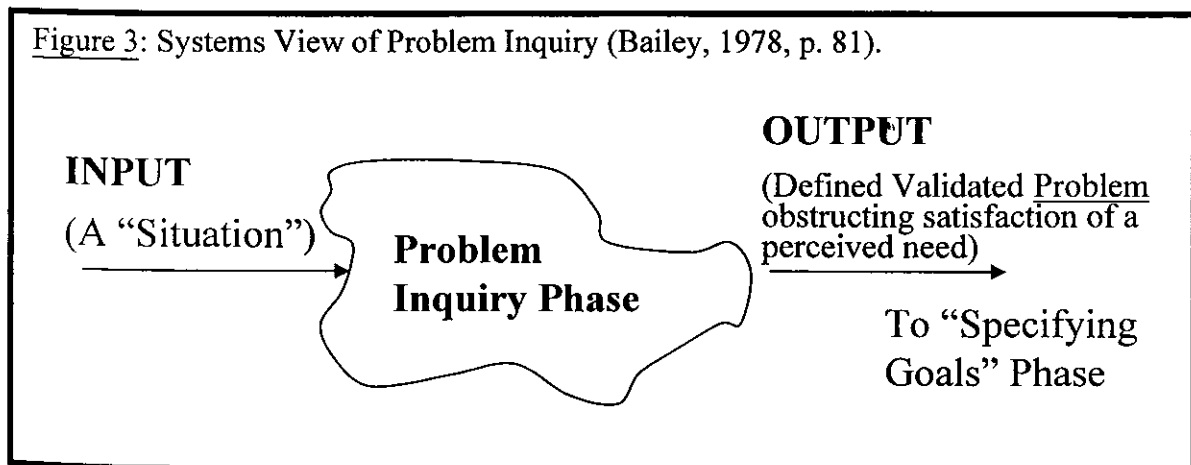 Figure 3: Systems View of Problem Inquiry (Bailey, 1978, p. 81).
INPUT
(A “Situation”)
Problem
Inquiry Phase
OUTPUT
(Defined Validated Problem
obstructing satisfaction of a
perceived need)
To “Specifying
Goals” Phase